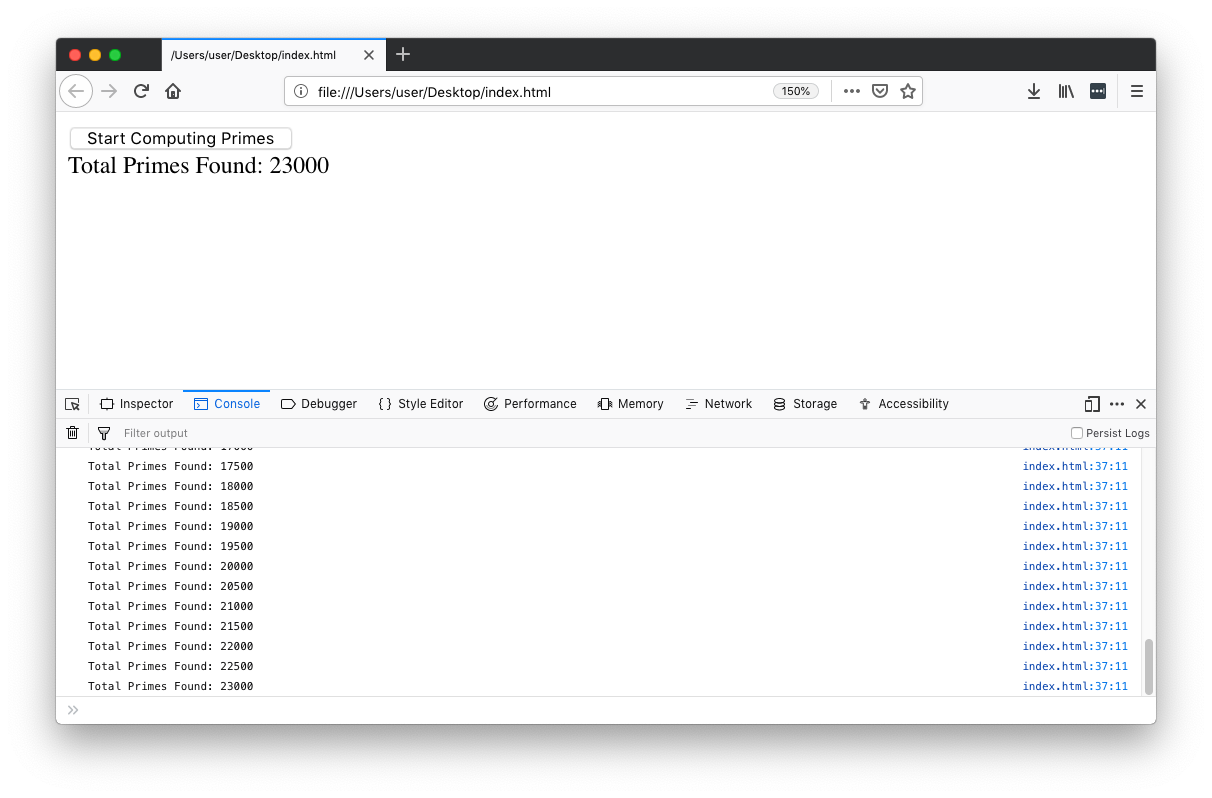 /Users/user/Desktop/index.html
file:///Users/user/Desktop/index.html 150%
Start Computing Primes
Total Primes Found: 23000
Inspector Console Debugger Style Editor Performance Memory Network Storage Accessibility
Filter output Persist Logs
Total Primes Found: 17500 index.html:37:11
Total Primes Found: 18000 index.html:37:11
Total Primes Found: 18500 index.html:37:11
Total Primes Found: 19000 index.html:37:11
Total Primes Found: 19500 index.html:37:11
Total Primes Found: 20000 index.html:37:11
Total Primes Found: 20500 index.html:37:11
Total Primes Found: 21000 index.html:37:11
Total Primes Found: 21500 index.html:37:11
Total Primes Found: 22000 index.html:37:11
Total Primes Found: 22500 index.html:37:11
Total Primes Found: 23000 index.html:37:11